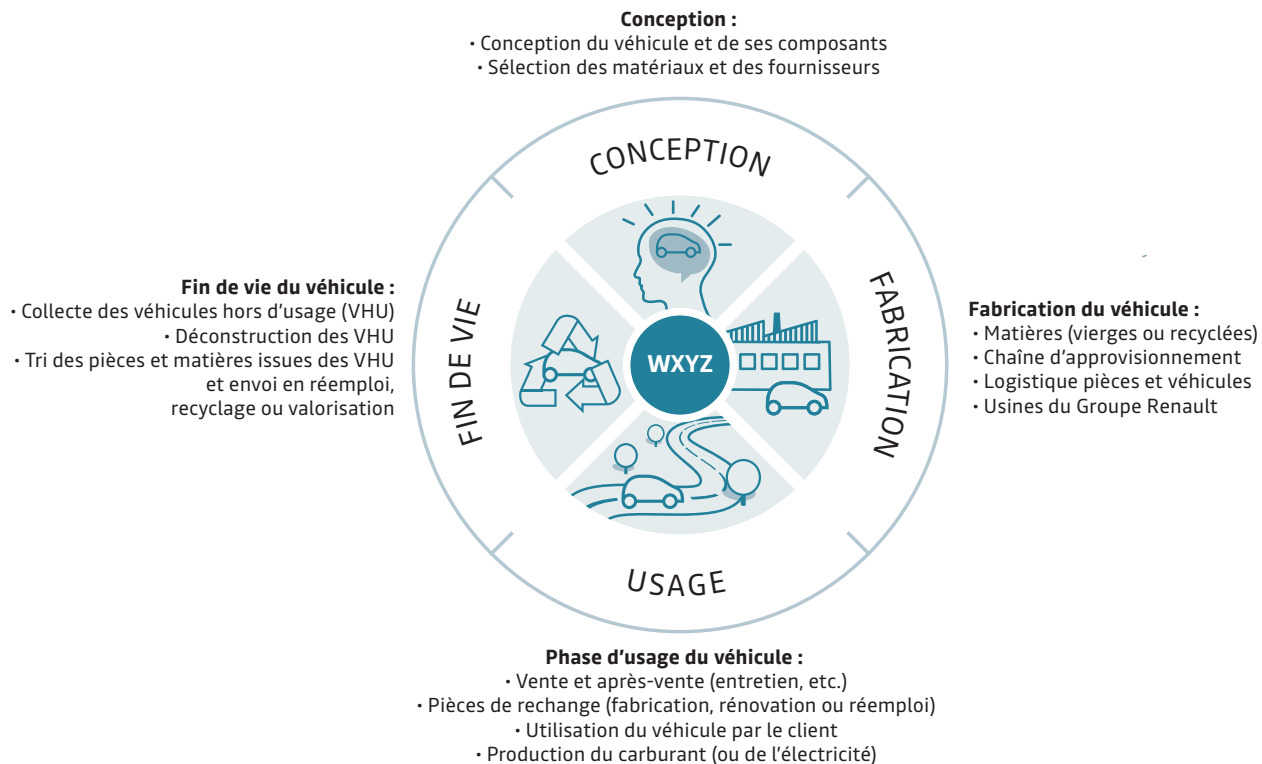 Conception :
• Conception du véhicule et de ses composants
• Sélection des matériaux et des fournisseurs
CONCEPTION
Fin de vie du véhicule :
• Collecte des véhicules hors d'usage (VHU)
• Déconstruction des VHU
• Tri des pièces et matières issues des VHU
et envoi en réemploi,
recyclage ou valorisation
FIN DE VIE
WXYZ
FABRICATION
Fabrication du véhicule :
• Matières (vierges ou recyclées)
• Chaîne d'approvisionnement
• Logistique pièces et véhicules
• Usines du Groupe Renault
USAGE
Phase d'usage du véhicule :
• Vente et après-vente (entretien, etc.)
• Pièces de rechange (fabrication, rénovation ou réemploi)
• Utilisation du véhicule par le client
• Production du carburant (ou de l'électricité)